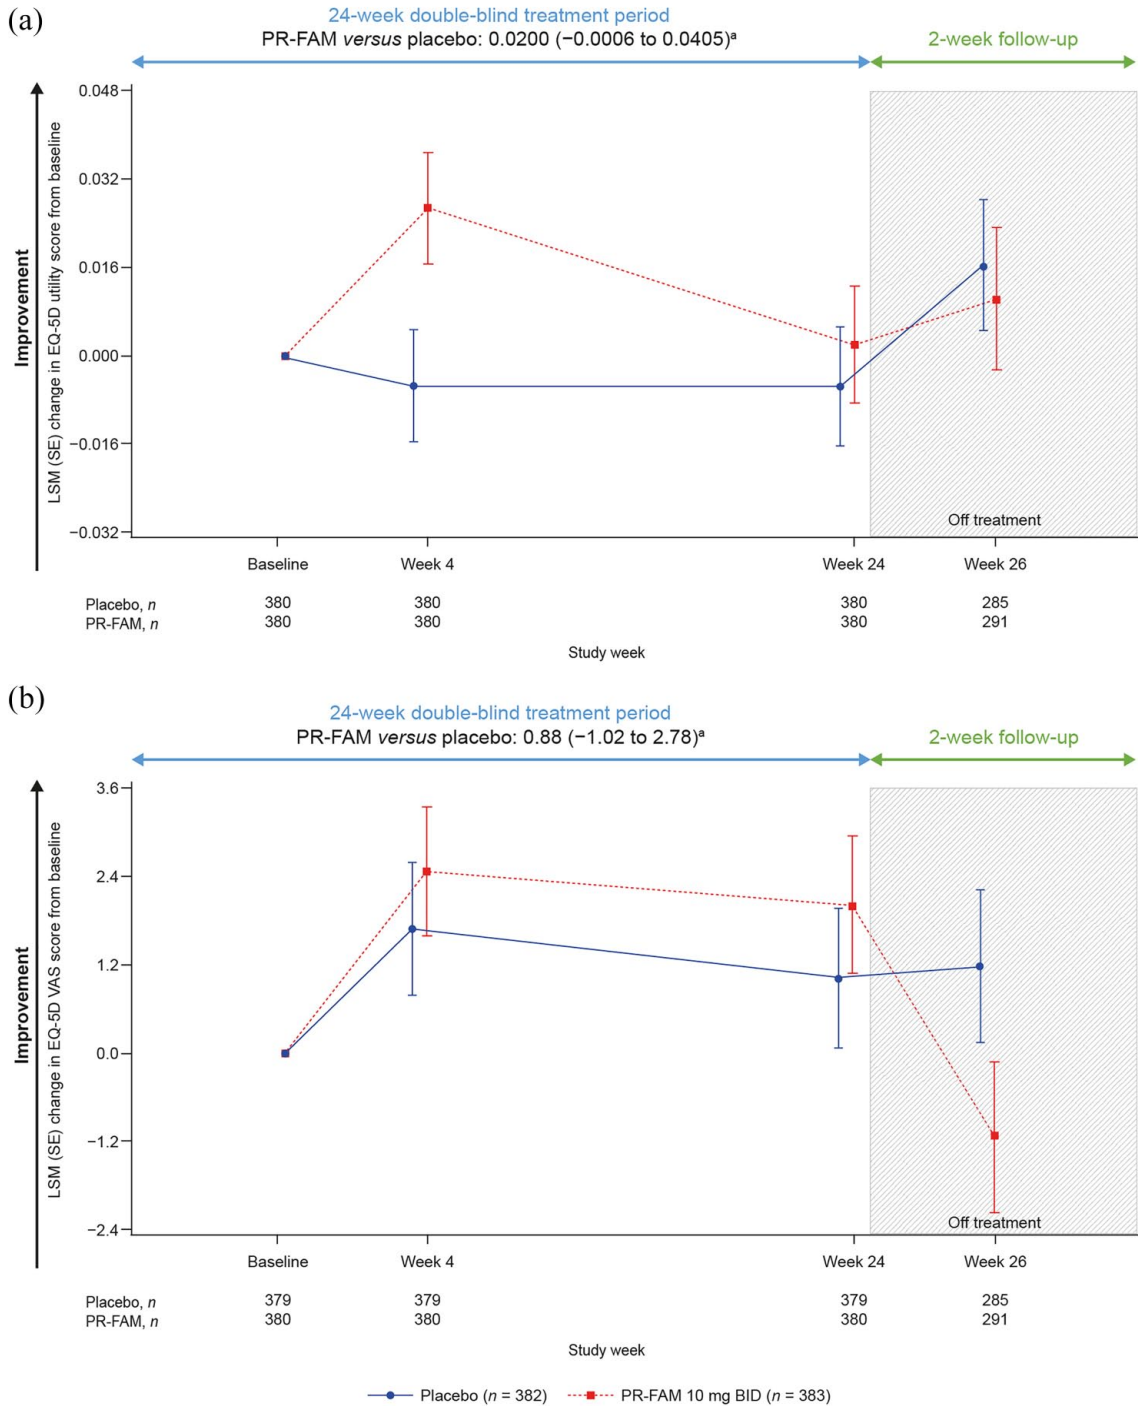 (a)
24-week double-blind treatment period
PR-FAM versus placebo: 0.0200 (−0.0006 to 0.0405)ᵃ
2-week follow-up
Improvement
LSM (SE) change in EQ-5D utility score from baseline
0.048
0.032
0.016
0.000
−0.016
−0.032
Off treatment
Baseline Week 4 Week 24 Week 26
Placebo, n 380 380 380 285
PR-FAM, n 380 380 380 291
Study week
(b)
24-week double-blind treatment period
PR-FAM versus placebo: 0.88 (−1.02 to 2.78)ᵃ
2-week follow-up
Improvement
LSM (SE) change in EQ-5D VAS score from baseline
3.6
2.4
1.2
0.0
−1.2
−2.4
Off treatment
Baseline Week 4 Week 24 Week 26
Placebo, n 379 379 379 285
PR-FAM, n 380 380 380 291
Study week
Placebo (n = 382) PR-FAM 10 mg BID (n = 383)